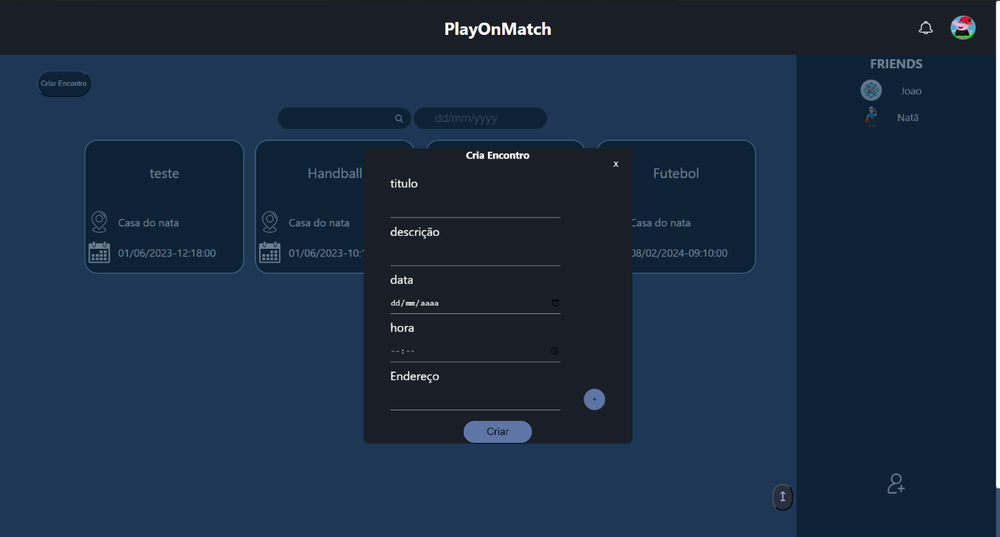 PlayOnMatch
Criar Encontro
dd/mm/yyyy
FRIENDS
Joao
Natã
teste
Casa do nata
01/06/2023-12:18:00
Handball
Casa do nata
01/06/2023-10:
Futebol
Casa do nata
08/02/2024-09:10:00
Cria Encontro
x
titulo
descrição
data
dd/mm/aaaa
hora
--:--
Endereço
+
Criar